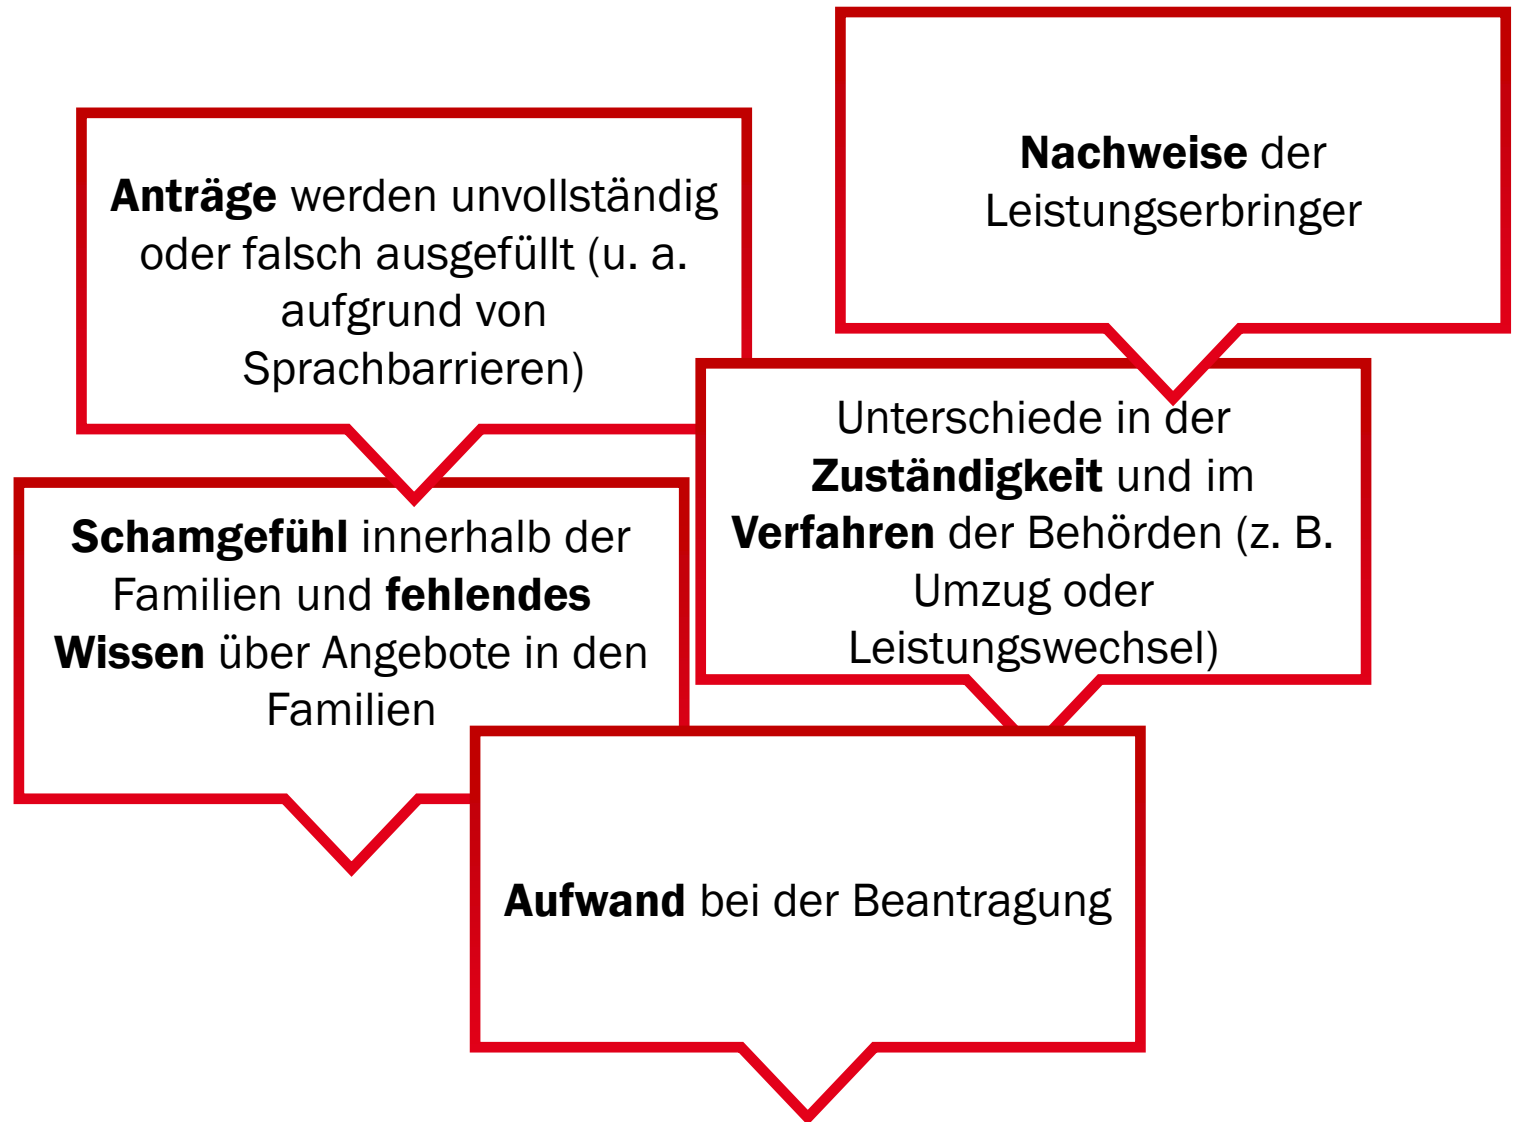 Nachweise der
Leistungserbringer
Anträge werden unvollständig
oder falsch ausgefüllt (u. a.
aufgrund von
Sprachbarrieren)
Unterschiede in der
Zuständigkeit und im
Verfahren der Behörden (z. B.
Umzug oder
Leistungswechsel)
Schamgefühl innerhalb der
Familien und fehlendes
Wissen über Angebote in den
Familien
Aufwand bei der Beantragung